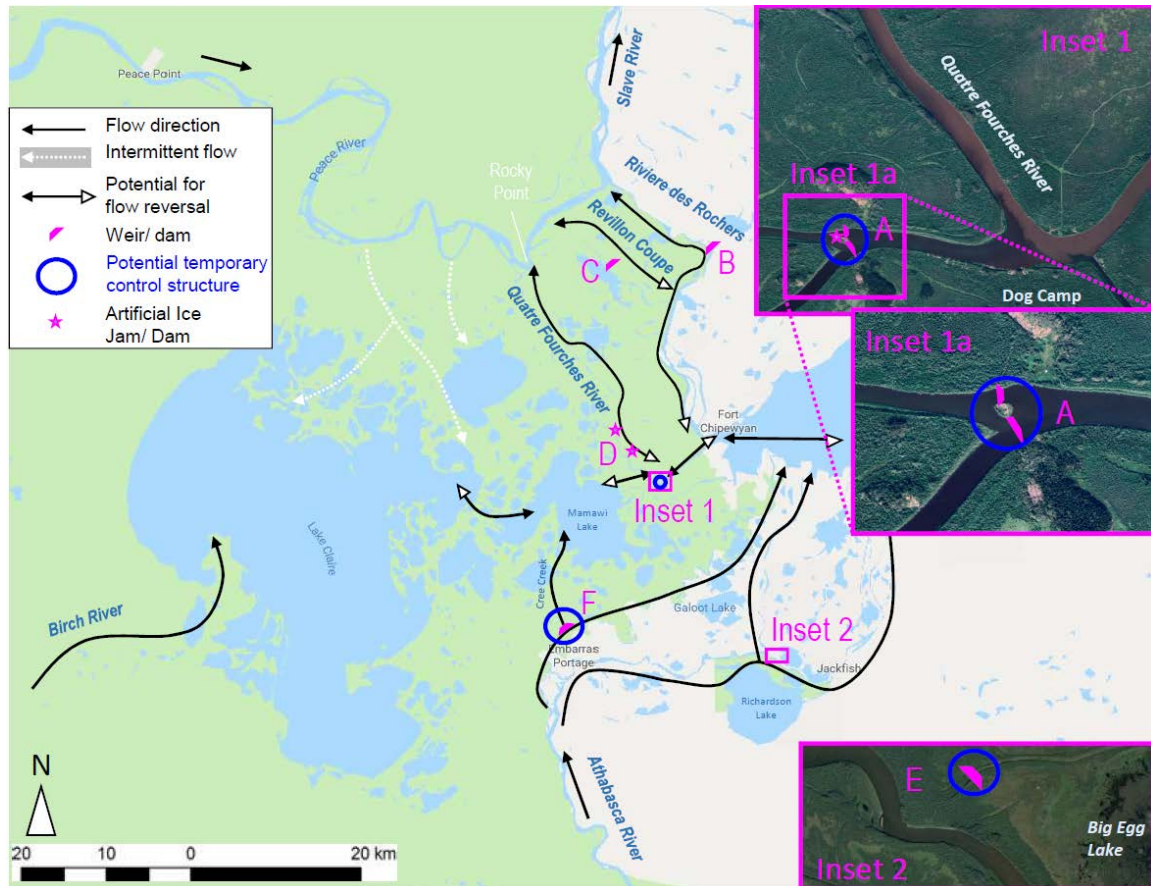 Peace Point
Flow direction
Intermittent flow
Potential for
flow reversal
Weir/ dam
Potential temporary
control structure
Artificial Ice
Jam/ Dam
Peace River
Slave River
Rocky
Point
Riviere des Rochers
Revillon Coupe
Quatre Fourches River
B
C
D
Fort
Chipewyan
Inset 1
Mamawi
Lake
Lake Claire
Birch River
Cree Creek
F
Embarras
Portage
Galoot Lake
Inset 2
Jackfish
Richardson
Lake
Athabasca River
N
20 10 0 20 km
Inset 1
Quatre Fourches River
Inset 1a
A
Dog Camp
Inset 1a
A
E
Big Egg
Lake
Inset 2